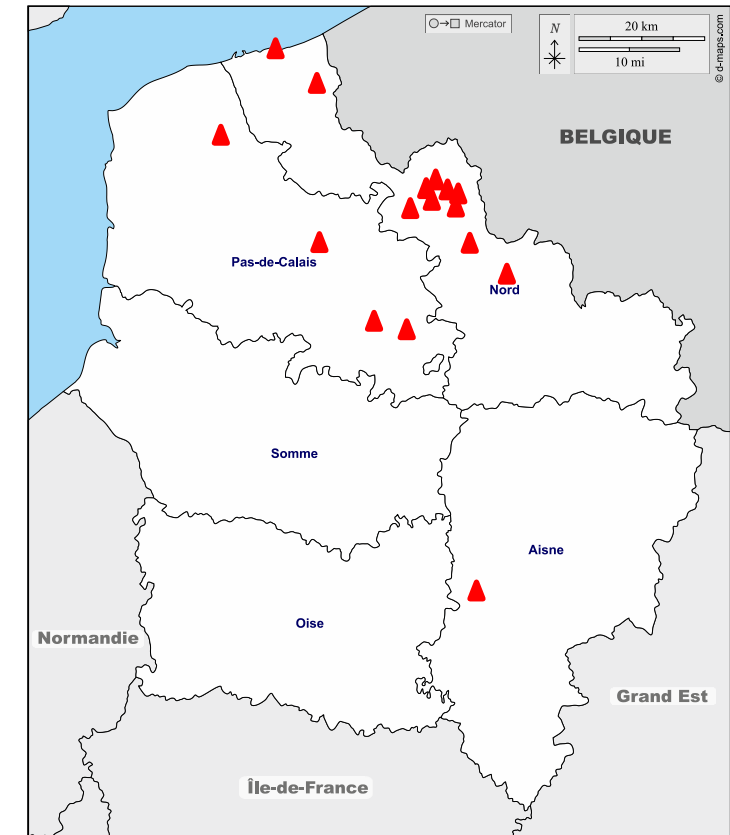 Mercator
N
20 km
10 mi
© d-maps.com
BELGIQUE
Pas-de-Calais
Nord
Somme
Aisne
Oise
Normandie
Grand Est
Île-de-France